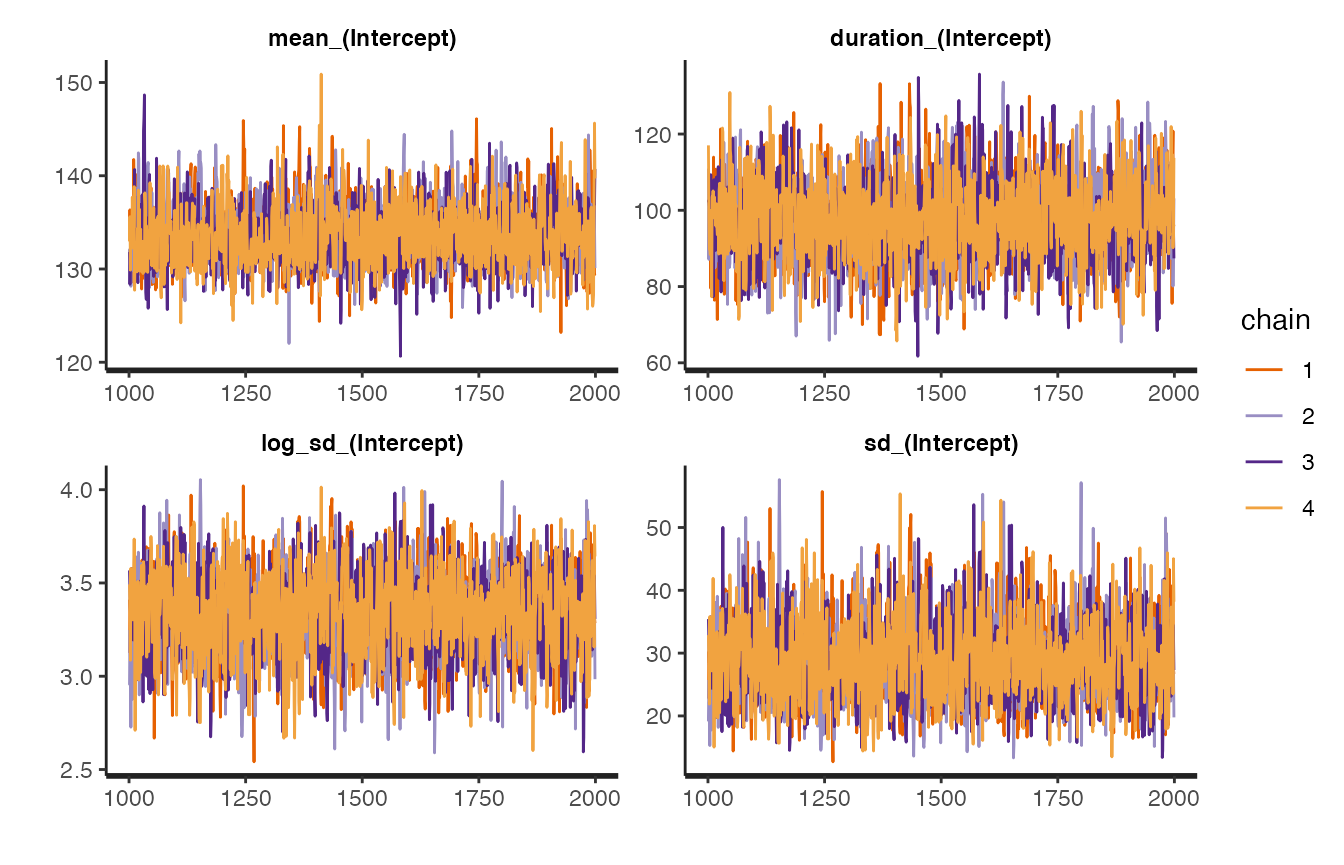 mean_(Intercept)
150
140
130
120
1000 1250 1500 1750 2000
duration_(Intercept)
120
100
80
60
1000 1250 1500 1750 2000
log_sd_(Intercept)
4.0
3.5
3.0
2.5
1000 1250 1500 1750 2000
sd_(Intercept)
50
40
30
20
1000 1250 1500 1750 2000
chain
1
2
3
4